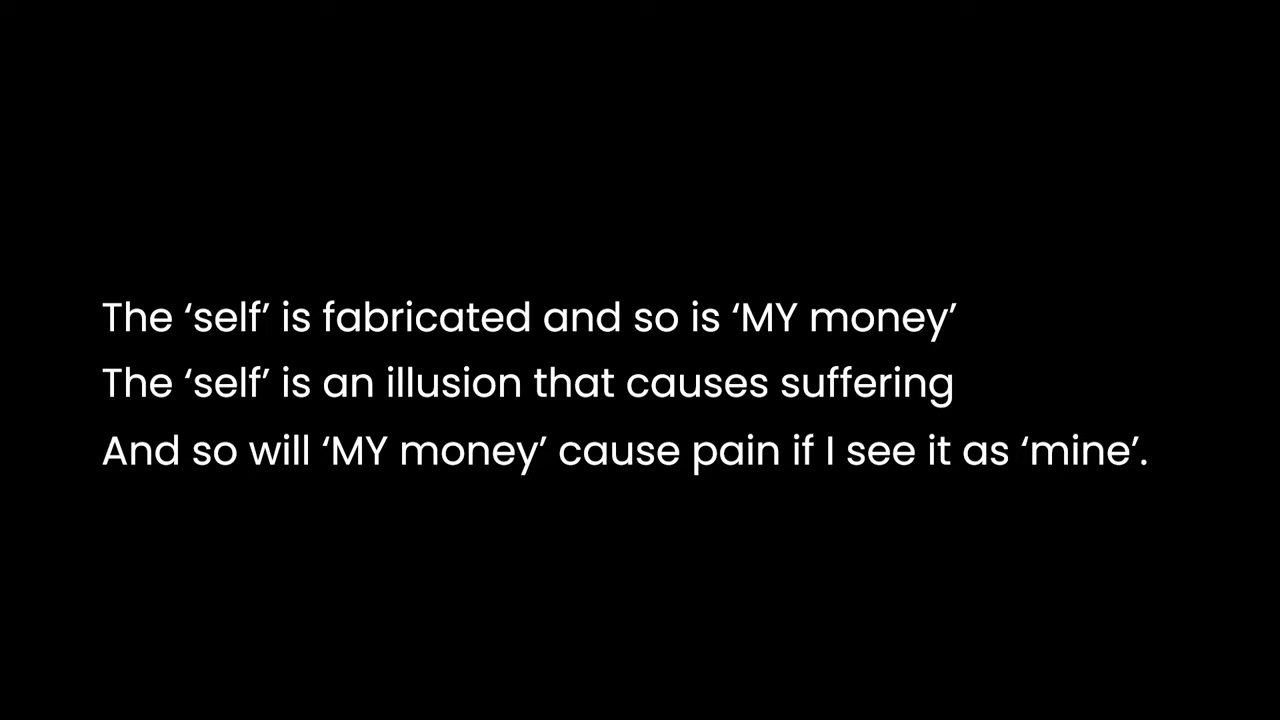 The ‘self’ is fabricated and so is ‘MY money’
The ‘self’ is an illusion that causes suffering
And so will ‘MY money’ cause pain if I see it as ‘mine’.